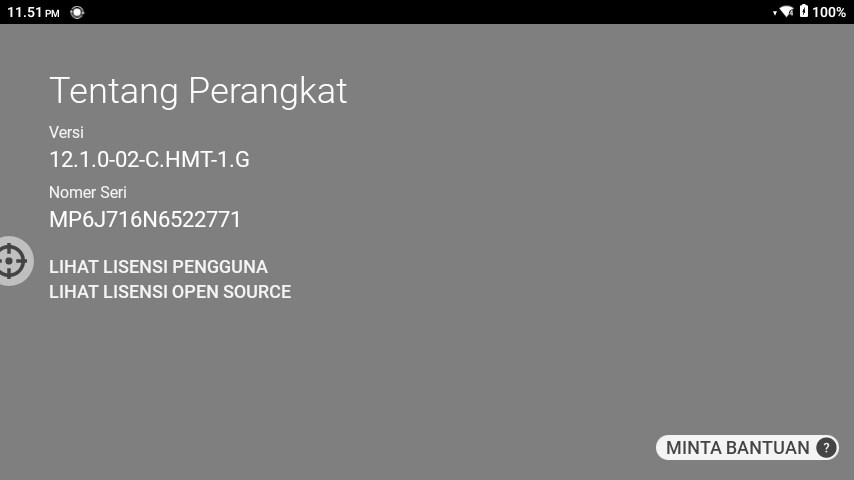 11.51 PM
100%
Tentang Perangkat
Versi
12.1.0-02-C.HMT-1.G
Nomer Seri
MP6J716N6522771
LIHAT LISENSI PENGGUNA
LIHAT LISENSI OPEN SOURCE
MINTA BANTUAN ?